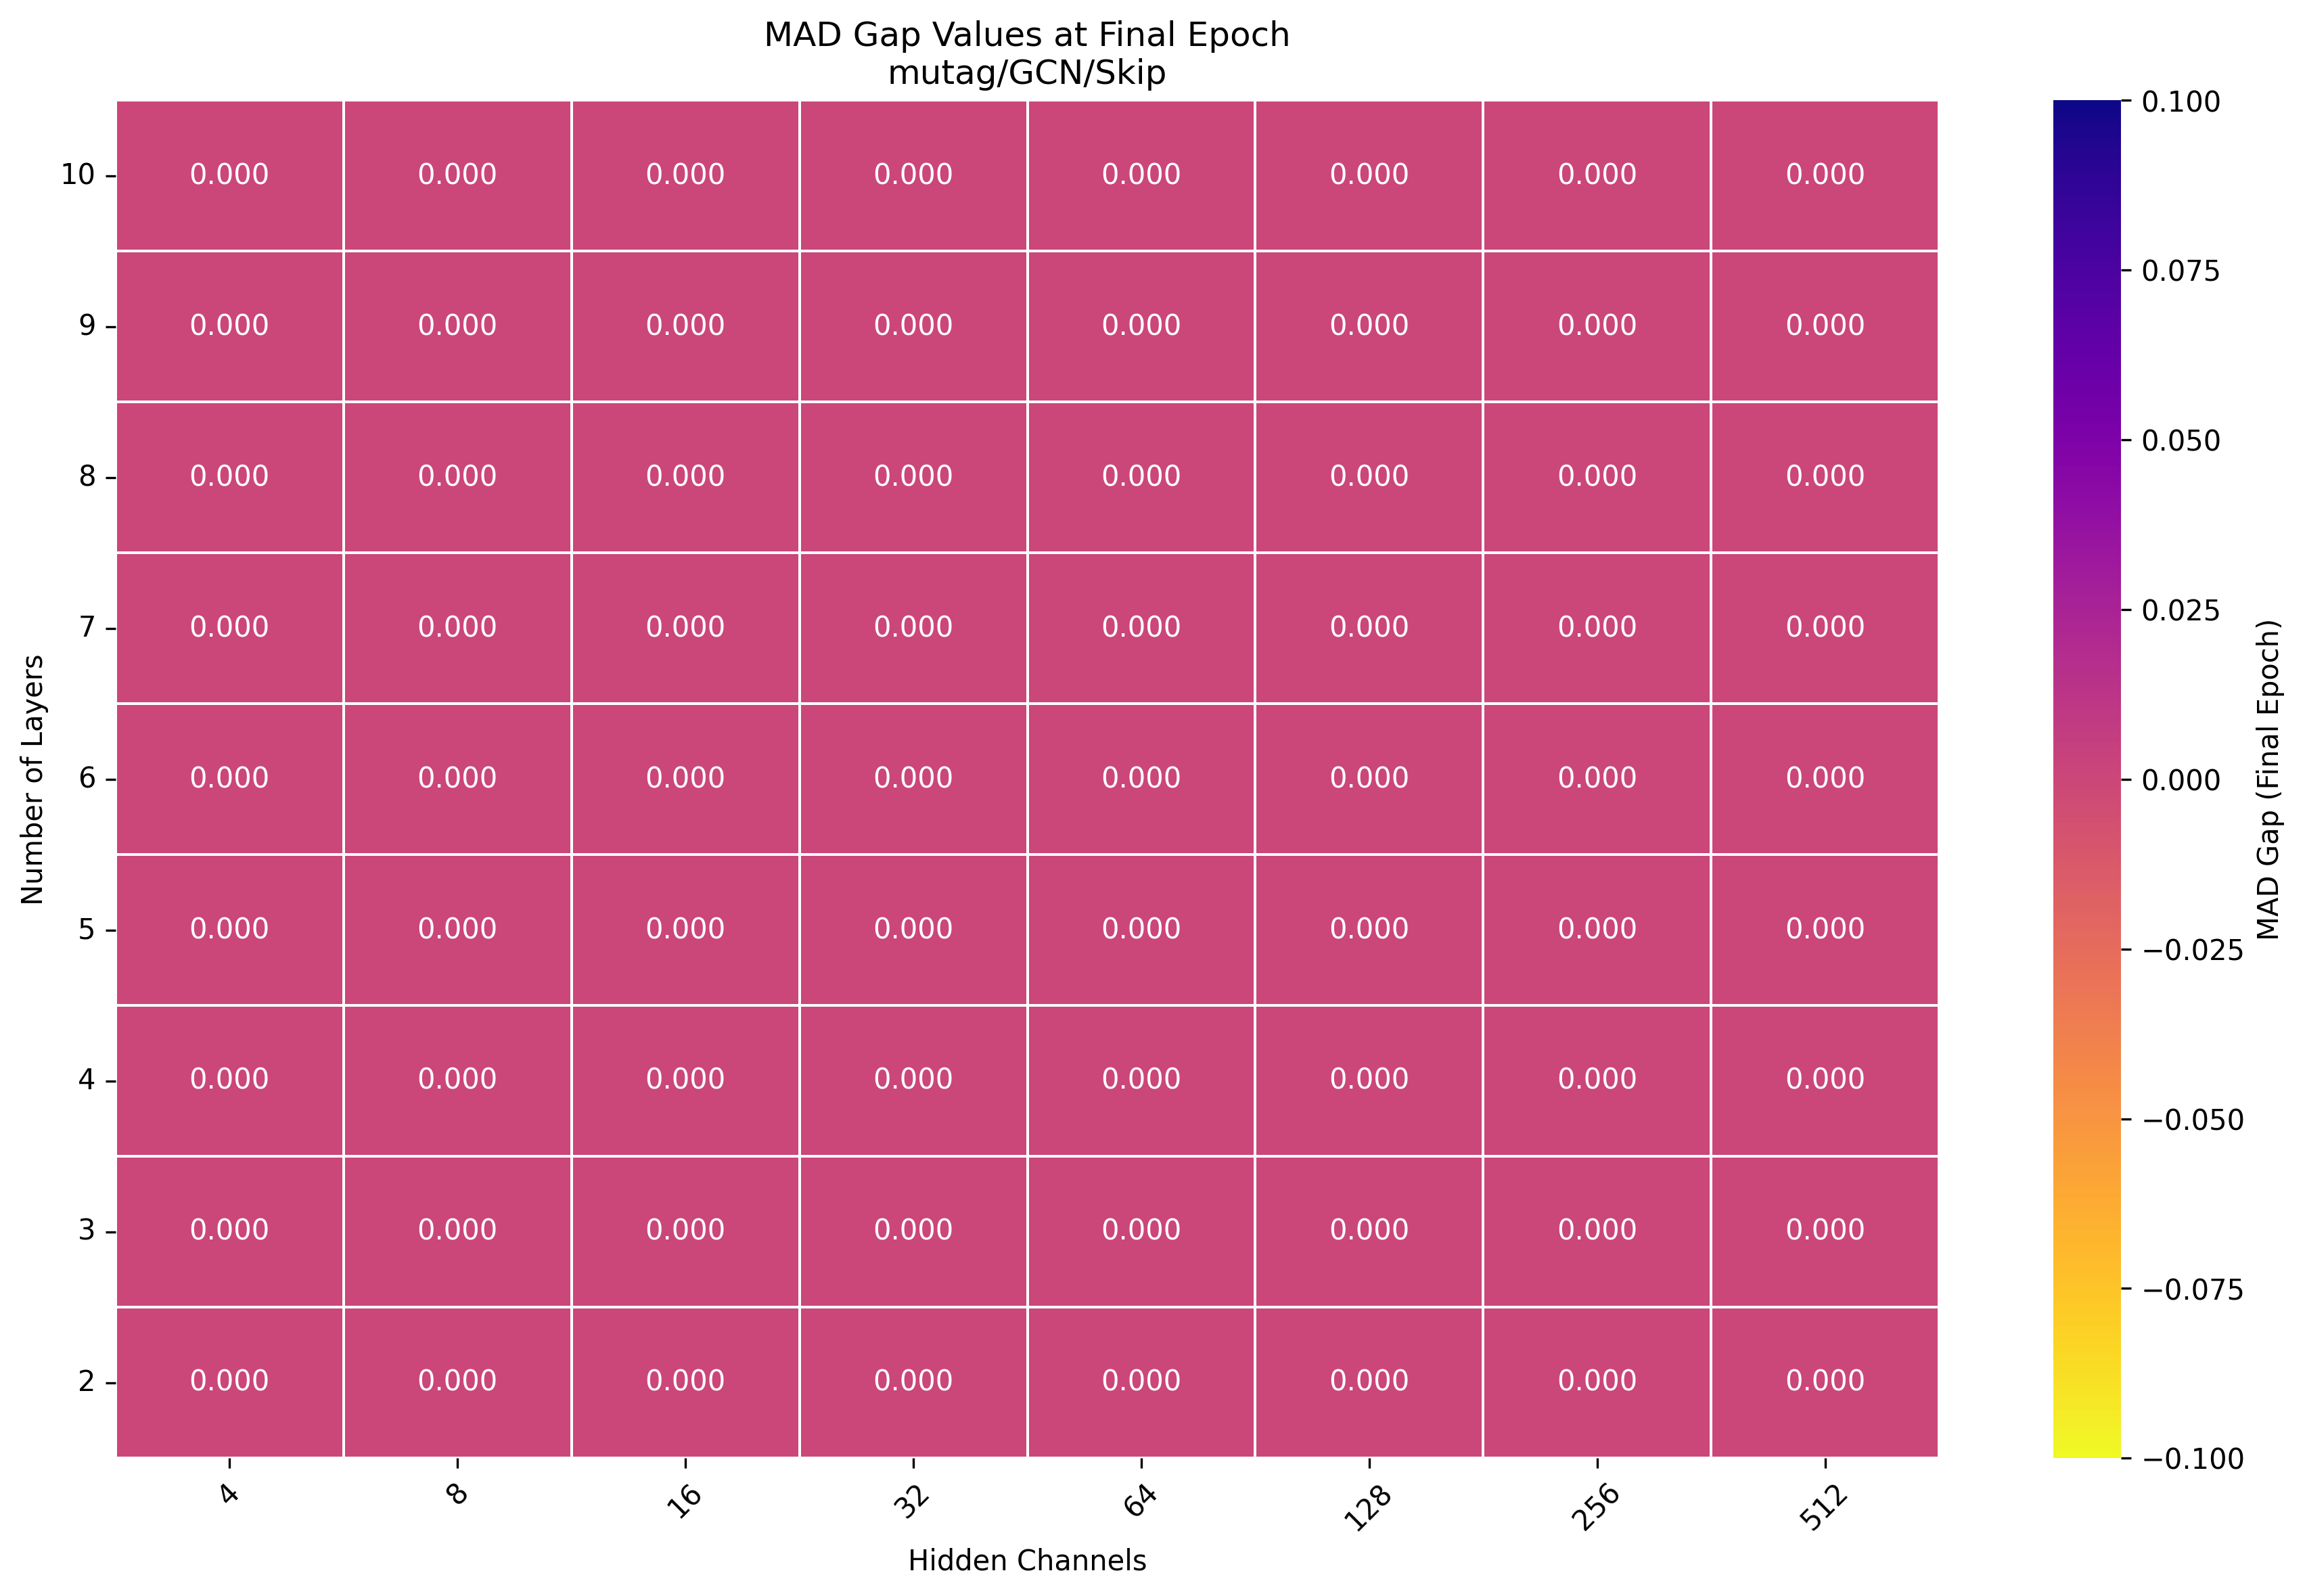 MAD Gap Values at Final Epoch
mutag/GCN/Skip
Number of Layers
10 0.000 0.000 0.000 0.000 0.000 0.000 0.000 0.000
9 0.000 0.000 0.000 0.000 0.000 0.000 0.000 0.000
8 0.000 0.000 0.000 0.000 0.000 0.000 0.000 0.000
7 0.000 0.000 0.000 0.000 0.000 0.000 0.000 0.000
6 0.000 0.000 0.000 0.000 0.000 0.000 0.000 0.000
5 0.000 0.000 0.000 0.000 0.000 0.000 0.000 0.000
4 0.000 0.000 0.000 0.000 0.000 0.000 0.000 0.000
3 0.000 0.000 0.000 0.000 0.000 0.000 0.000 0.000
2 0.000 0.000 0.000 0.000 0.000 0.000 0.000 0.000
4 8 16 32 64 128 256 512
Hidden Channels
0.100
0.075
0.050
0.025
0.000
−0.025
−0.050
−0.075
−0.100
MAD Gap (Final Epoch)